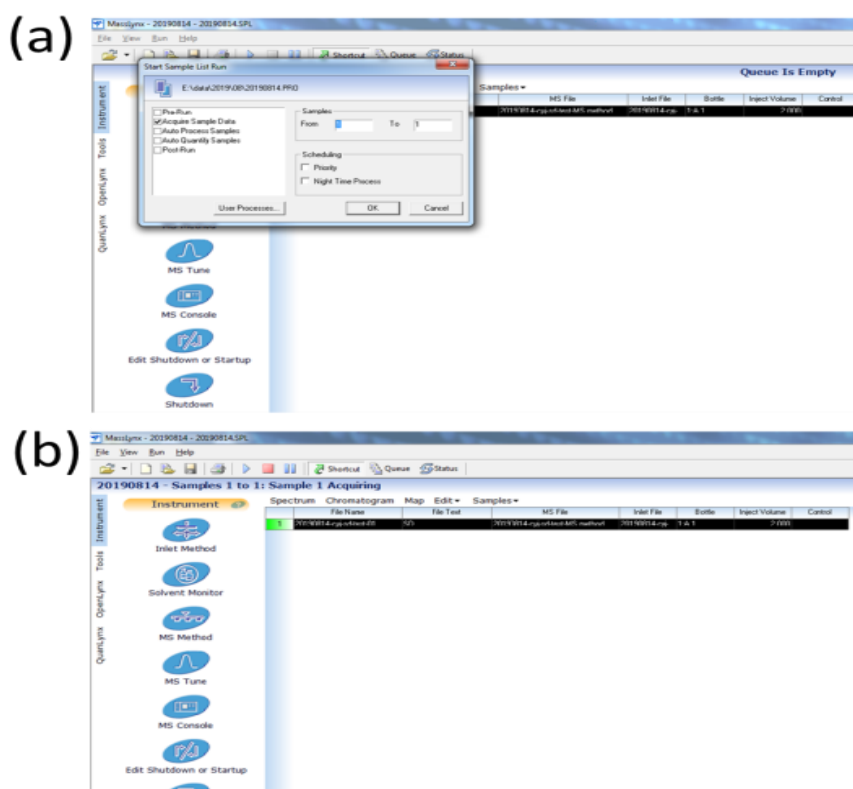 (a)
MassLynx - 20190814 - 20190814.SPL
File View Run Help
Shortcut Queue Status
Start Sample List Run
Queue Is Empty
E:\data\2019\08\20190814.PRO
Samples
MS File Inlet File Bottle Inject Volume Control
1:A,1 2.000
Pre-Run
Acquire Sample Data
Auto Process Samples
Auto Quantify Samples
Post-Run
Samples
From 1 To 1
Scheduling
Priority
Night Time Process
User Processes... OK Cancel
Instrument
Tools
OpenLynx
QuanLynx
MS Method
MS Tune
MS Console
Edit Shutdown or Startup
Shutdown
(b)
MassLynx - 20190814 - 20190814.SPL
File View Run Help
Shortcut Queue Status
20190814 - Samples 1 to 1: Sample 1 Acquiring
Instrument
Spectrum Chromatogram Map Edit Samples
File Name File Text MS File Inlet File Bottle Inject Volume Control
1 1:A,1 2.000
Instrument
Tools
OpenLynx
QuanLynx
Inlet Method
Solvent Monitor
MS Method
MS Tune
MS Console
Edit Shutdown or Startup